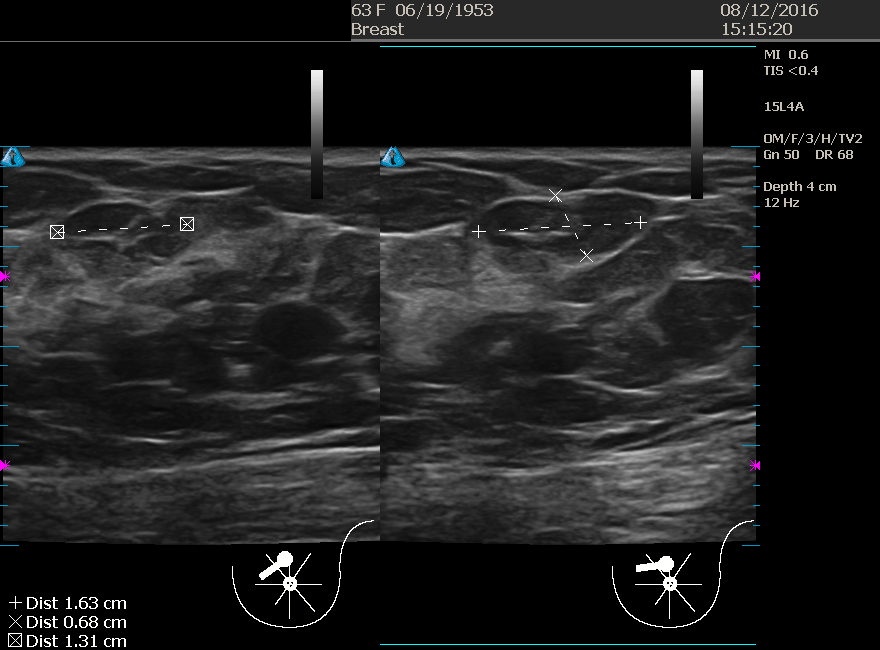 63 F 06/19/1953 08/12/2016
Breast 15:15:20
MI 0.6
TIS <0.4
15L4A
OM/F/3/H/TV2
Gn 50 DR 68
Depth 4 cm
12 Hz
Dist 1.63 cm
Dist 0.68 cm
Dist 1.31 cm